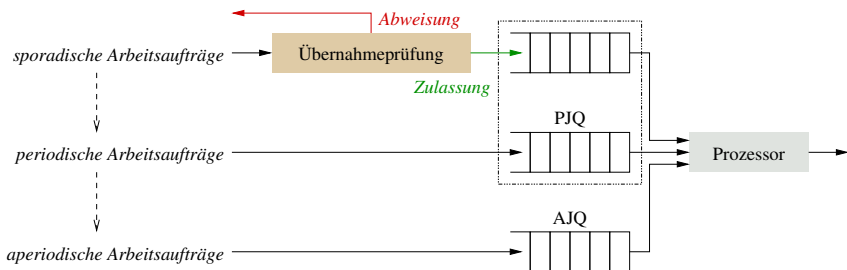 Abweisung
sporadische Arbeitsaufträge
Übernahmeprüfung
Zulassung
PJQ
periodische Arbeitsaufträge
Prozessor
AJQ
aperiodische Arbeitsaufträge